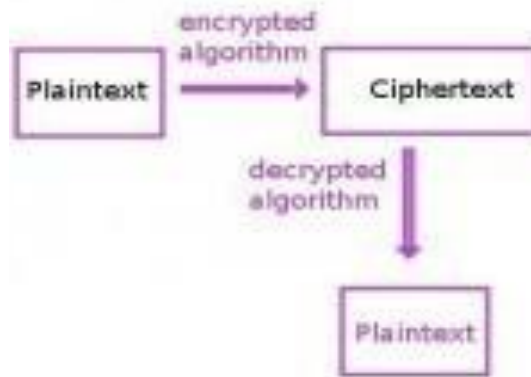 encrypted
algorithm
Plaintext
Ciphertext
decrypted
algorithm
Plaintext